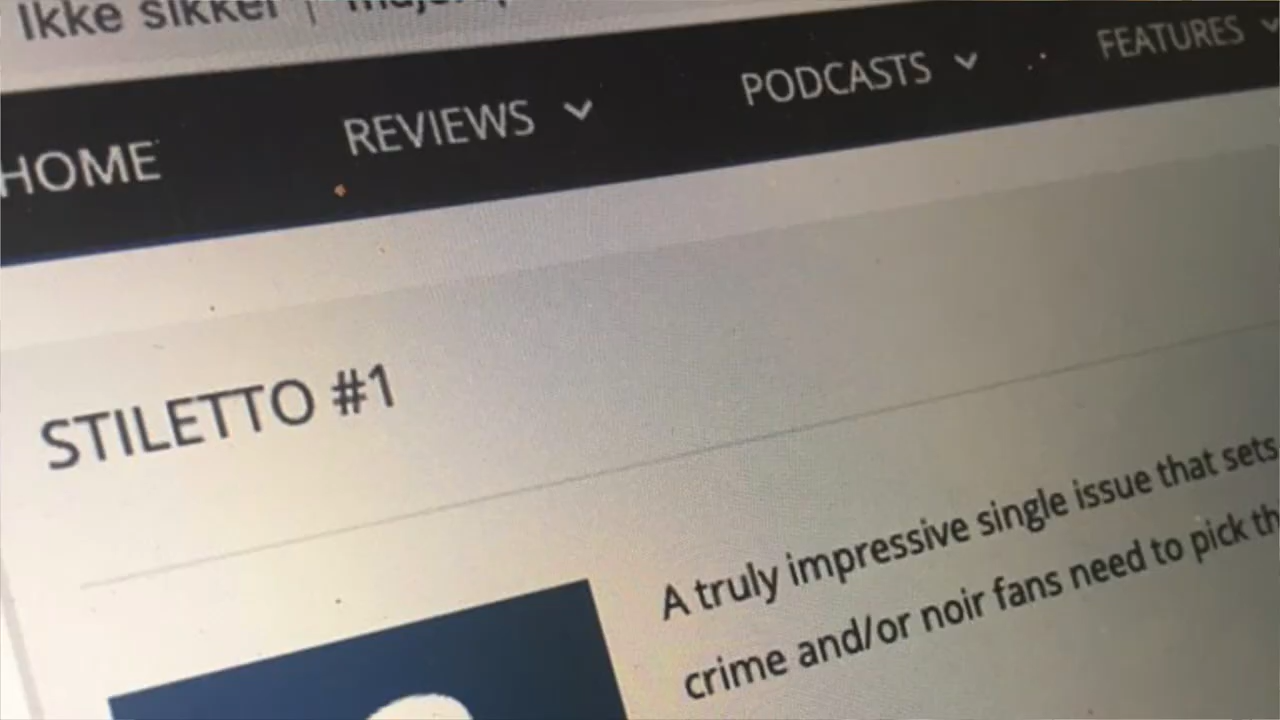 Ikke sikker |
HOME REVIEWS PODCASTS FEATURES
STILETTO #1
A truly impressive single issue that sets
crime and/or noir fans need to pick th